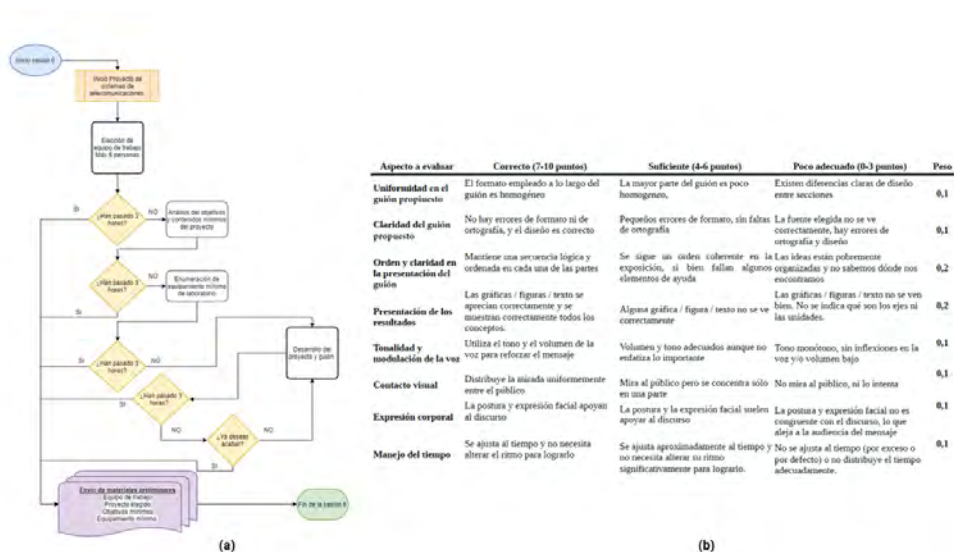 Inicio sesión 0
Inicio Proyecto de
sistemas de
telecomunicaciones
Elección de
equipo de trabajo
Máx 6 personas
SI
¿Han pasado 3
horas?
NO
Análisis del objetivos
y contenidos mínimos
del proyecto
¿Han pasado 3
horas?
NO
Enumeración de
equipamiento mínimo
de laboratorio
SI
¿Han pasado 3
horas?
NO
SI
Desarrollo del
proyecto y guión
¿Han pasado 3
horas?
SI
NO
¿Ya deseas
acabar?
NO
SI
Envío de materiales preliminares
Equipo de trabajo
Proyecto elegido
Objetivos mínimos
Equipamiento mínimo
Fin de la sesión 0
(a)
Aspecto a evaluar Correcto (7-10 puntos) Suficiente (4-6 puntos) Poco adecuado (0-3 puntos) Peso
Uniformidad en el
guión propuesto
El formato empleado a lo largo del
guión es homogéneo
La mayor parte del guión es poco
homogeneo,
Existen diferencias claras de diseño
entre secciones
0,1
Claridad del guión
propuesto
No hay errores de formato ni de
ortografía, y el diseño es correcto
Pequeños errores de formato, sin faltas
de ortografía
La fuente elegida no se ve
correctamente, hay errores de
ortografía y diseño
0,1
Orden y claridad en
la presentación del
guión
Mantiene una secuencia lógica y
ordenada en cada una de las partes
Se sigue un orden coherente en la
exposición, si bien fallan algunos
elementos de ayuda
Las ideas están pobremente
organizadas y no sabemos dónde nos
encontramos
0,2
Presentación de los
resultados
Las gráficas / figuras / texto se
aprecian correctamente y se
muestran correctamente todos los
conceptos.
Alguna gráfica / figura / texto no se ve
correctamente
Las gráficas / figuras / texto no se ven
bien. No se indica qué son los ejes ni
las unidades.
0,2
Tonalidad y
modulación de la voz
Utiliza el tono y el volumen de la
voz para reforzar el mensaje
Volumen y tono adecuados aunque no
enfatiza lo importante
Tono monótono, sin inflexiones en la
voz y/o volumen bajo
0,1
Contacto visual
Distribuye la mirada uniformemente
entre el público
Mira al público pero se concentra sólo
en una parte
No mira al público, ni lo intenta
0,1
Expresión corporal
La postura y expresión facial apoyan
al discurso
La postura y la expresión facial suelen
apoyar al discurso
La postura y expresión facial no es
congruente con el discurso, lo que
aleja a la audiencia del mensaje
0,1
Manejo del tiempo
Se ajusta al tiempo y no necesita
alterar el ritmo para lograrlo
Se ajusta aproximadamente al tiempo y
no necesita alterar su ritmo
significativamente para lograrlo.
No se ajusta al tiempo (por exceso o
por defecto) o no distribuye el tiempo
adecuadamente.
0,1
(b)